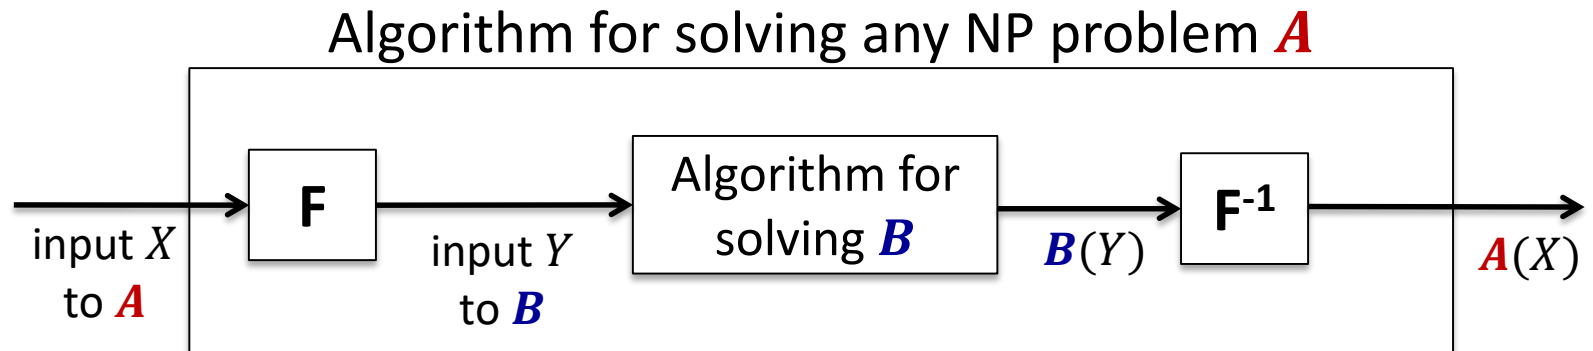 Algorithm for solving any NP problem A
F
Algorithm for
solving B
F-1
input X
to A
input Y
to B
B(Y)
A(X)